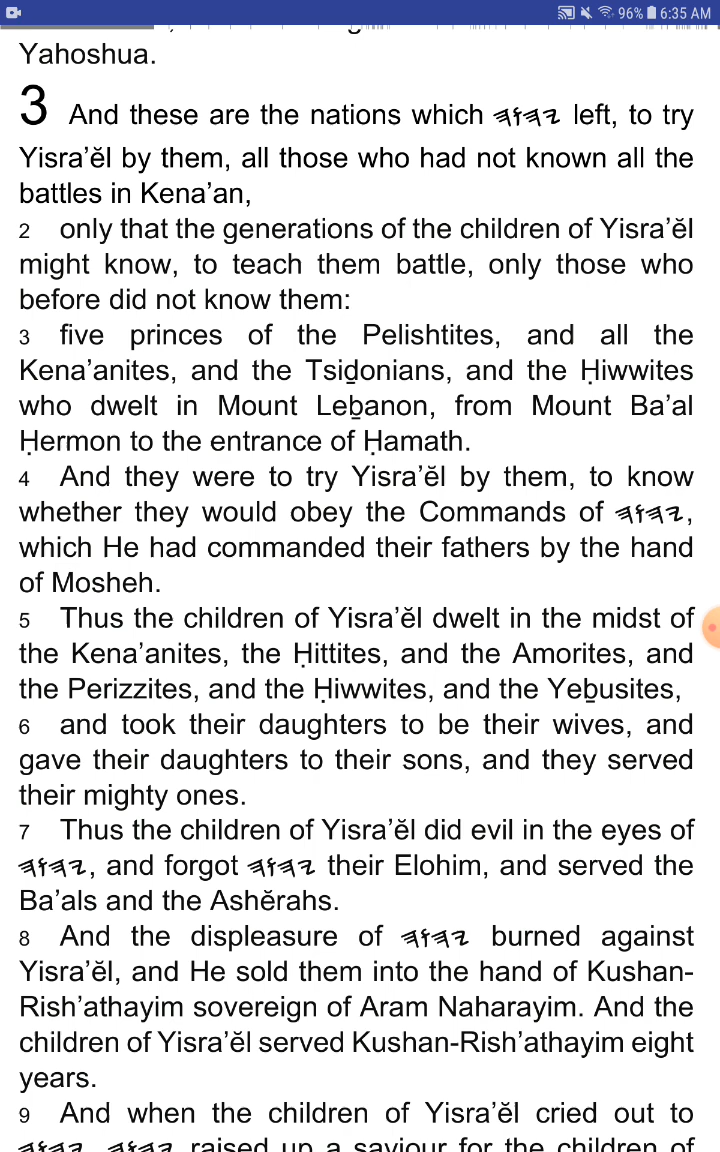 96% 6:35 AM
Yahoshua.
3 And these are the nations which 𐤉𐤄𐤅𐤄 left, to try
Yisra’ĕl by them, all those who had not known all the
battles in Kena’an,
2 only that the generations of the children of Yisra’ĕl
might know, to teach them battle, only those who
before did not know them:
3 five princes of the Pelishtites, and all the
Kena’anites, and the Tsiḏonians, and the Ḥiwwites
who dwelt in Mount Leḇanon, from Mount Ba’al
Ḥermon to the entrance of Ḥamath.
4 And they were to try Yisra’ĕl by them, to know
whether they would obey the Commands of 𐤉𐤄𐤅𐤄,
which He had commanded their fathers by the hand
of Mosheh.
5 Thus the children of Yisra’ĕl dwelt in the midst of
the Kena’anites, the Ḥittites, and the Amorites, and
the Perizzites, and the Ḥiwwites, and the Yeḇusites,
6 and took their daughters to be their wives, and
gave their daughters to their sons, and they served
their mighty ones.
7 Thus the children of Yisra’ĕl did evil in the eyes of
𐤉𐤄𐤅𐤄, and forgot 𐤉𐤄𐤅𐤄 their Elohim, and served the
Ba’als and the Ashĕrahs.
8 And the displeasure of 𐤉𐤄𐤅𐤄 burned against
Yisra’ĕl, and He sold them into the hand of Kushan-
Rish’athayim sovereign of Aram Naharayim. And the
children of Yisra’ĕl served Kushan-Rish’athayim eight
years.
9 And when the children of Yisra’ĕl cried out to
𐤉𐤄𐤅𐤄, 𐤉𐤄𐤅𐤄 raised up a saviour for the children of